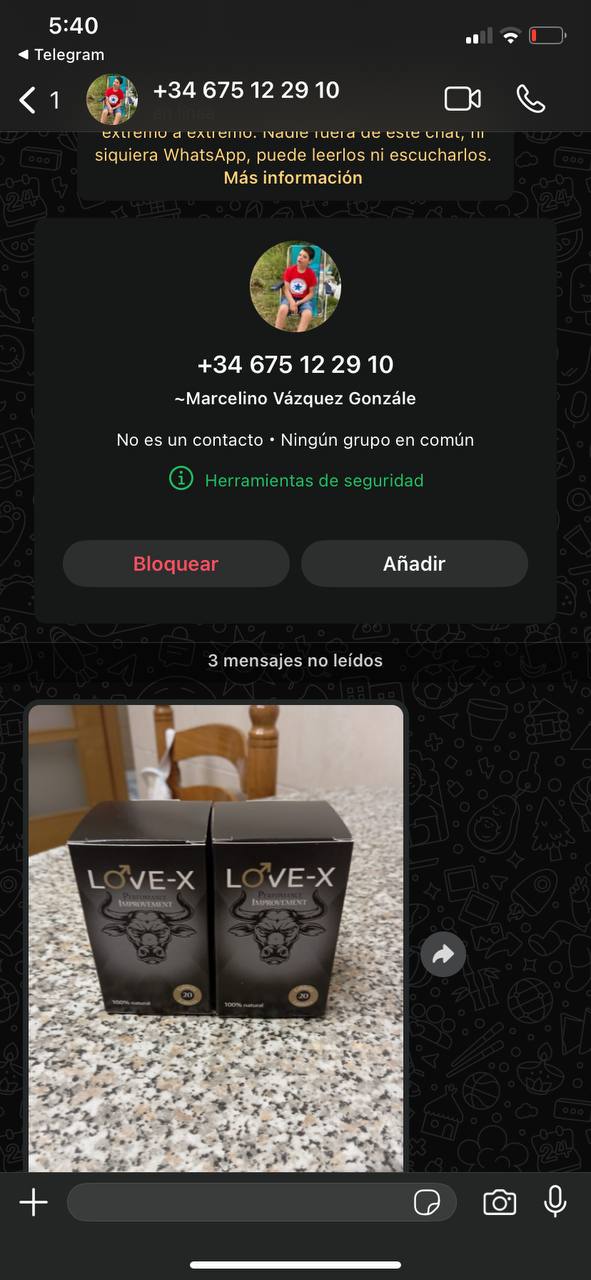 5:40
◀ Telegram
1
+34 675 12 29 10
en línea
extremo a extremo. Nadie fuera de este chat, ni
siquiera WhatsApp, puede leerlos ni escucharlos.
Más información
+34 675 12 29 10
~Marcelino Vázquez Gonzále
No es un contacto • Ningún grupo en común
Herramientas de seguridad
Bloquear
Añadir
3 mensajes no leídos
LOVE-X
IMPROVEMENT
100% natural
20
LOVE-X
IMPROVEMENT
100% natural
20